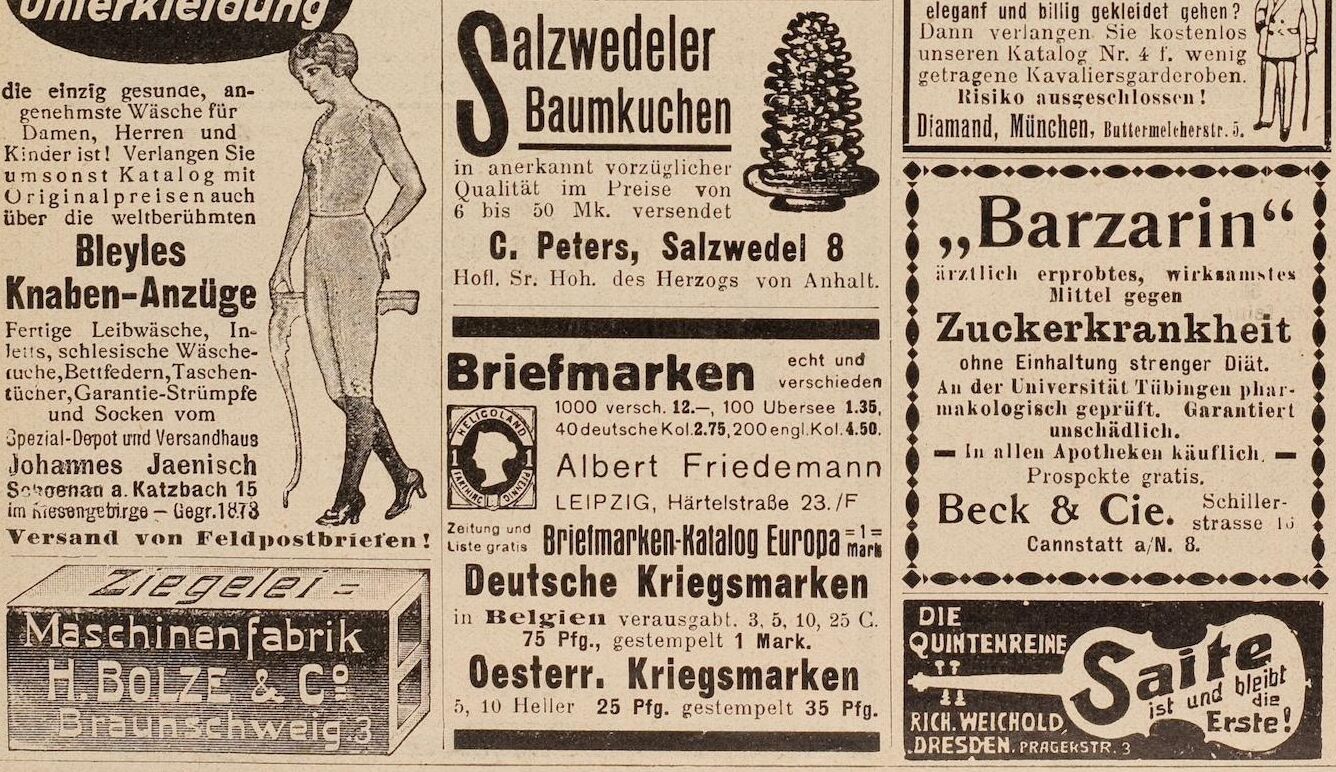 Unterkleidung
die einzig gesunde, an-
genehmste Wäsche für
Damen, Herren und
Kinder ist! Verlangen Sie
umsonst Katalog mit
Originalpreisen auch
über die weltberühmten
Bleyles
Knaben-Anzüge
Fertige Leibwäsche, In-
letts, schlesische Wäsche-
tuche, Bettfedern, Taschen-
tücher, Garantie-Strümpfe
und Socken vom
Spezial-Depot und Versandhaus
Johannes Jaenisch
Schoenau a. Katzbach 15
im Riesengebirge – Gegr. 1873
Versand von Feldpostbriefen!
Ziegelei=
Maschinenfabrik
H. BOLZE & Co
Braunschweig 3
Salzwedeler
Baumkuchen
in anerkannt vorzüglicher
Qualität im Preise von
6 bis 50 Mk. versendet
C. Peters, Salzwedel 8
Hofl. Sr. Hoh. des Herzogs von Anhalt.
Briefmarken echt und
verschieden
1000 versch. 12.—, 100 Übersee 1.35,
40 deutsche Kol. 2.75, 200 engl. Kol. 4.50.
HELIGOLAND
1 1
FARTHING PFENNIG
Albert Friedemann
LEIPZIG, Härtelstraße 23./F
Zeitung und
Liste gratis
Briefmarken-Katalog Europa =1=
mark
Deutsche Kriegsmarken
in Belgien verausgabt. 3, 5, 10, 25 C.
75 Pfg., gestempelt 1 Mark.
Oesterr. Kriegsmarken
5, 10 Heller 25 Pfg. gestempelt 35 Pfg.
elegant und billig gekleidet gehen?
Dann verlangen Sie kostenlos
unseren Katalog Nr. 4 f. wenig
getragene Kavaliersgarderoben.
Risiko ausgeschlossen!
Diamand, München, Buttermelcherstr. 5.
„Barzarin“
ärztlich erprobtes, wirksamstes
Mittel gegen
Zuckerkrankheit
ohne Einhaltung strenger Diät.
An der Universität Tübingen phar-
makologisch geprüft. Garantiert
unschädlich.
— In allen Apotheken käuflich. —
Prospekte gratis.
Beck & Cie. Schiller-
strasse
Cannstatt a/N. 8.
DIE
QUINTENREINE
Saite
ist und bleibt
die
Erste!
RICH. WEICHOLD,
DRESDEN, PRAGERSTR. 3